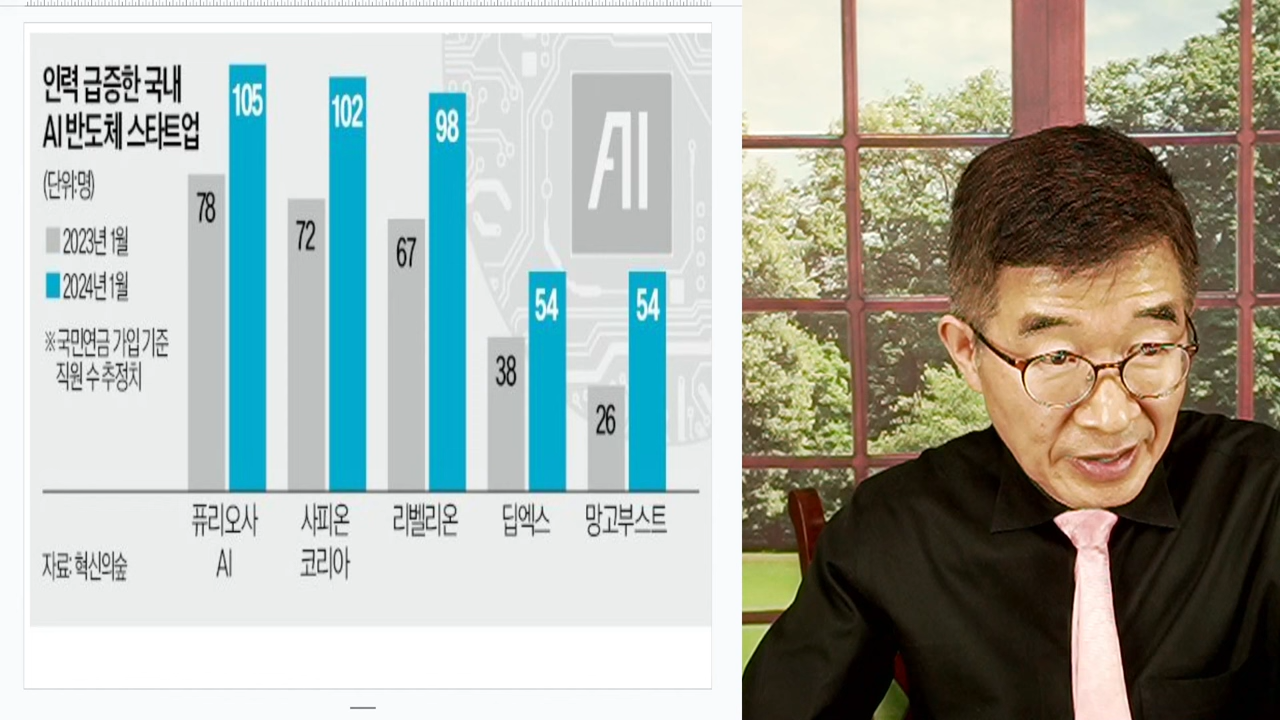 인력 급증한 국내
AI 반도체 스타트업
(단위:명)
2023년 1월
2024년 1월
※국민연금 가입 기준
직원 수 추정치
AI
78
105
72
102
67
98
38
54
26
54
퓨리오사
AI
사피온
코리아
리벨리온
딥엑스
망고부스트
자료: 혁신의숲